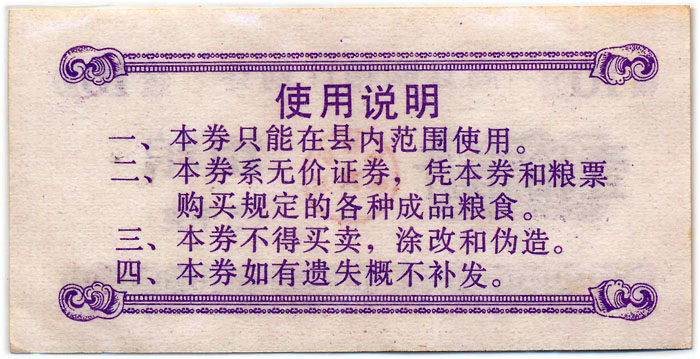 使用说明
一、本券只能在县内范围使用。
二、本券系无价证券，凭本券和粮票
购买规定的各种成品粮食。
三、本券不得买卖，涂改和伪造。
四、本券如有遗失概不补发。